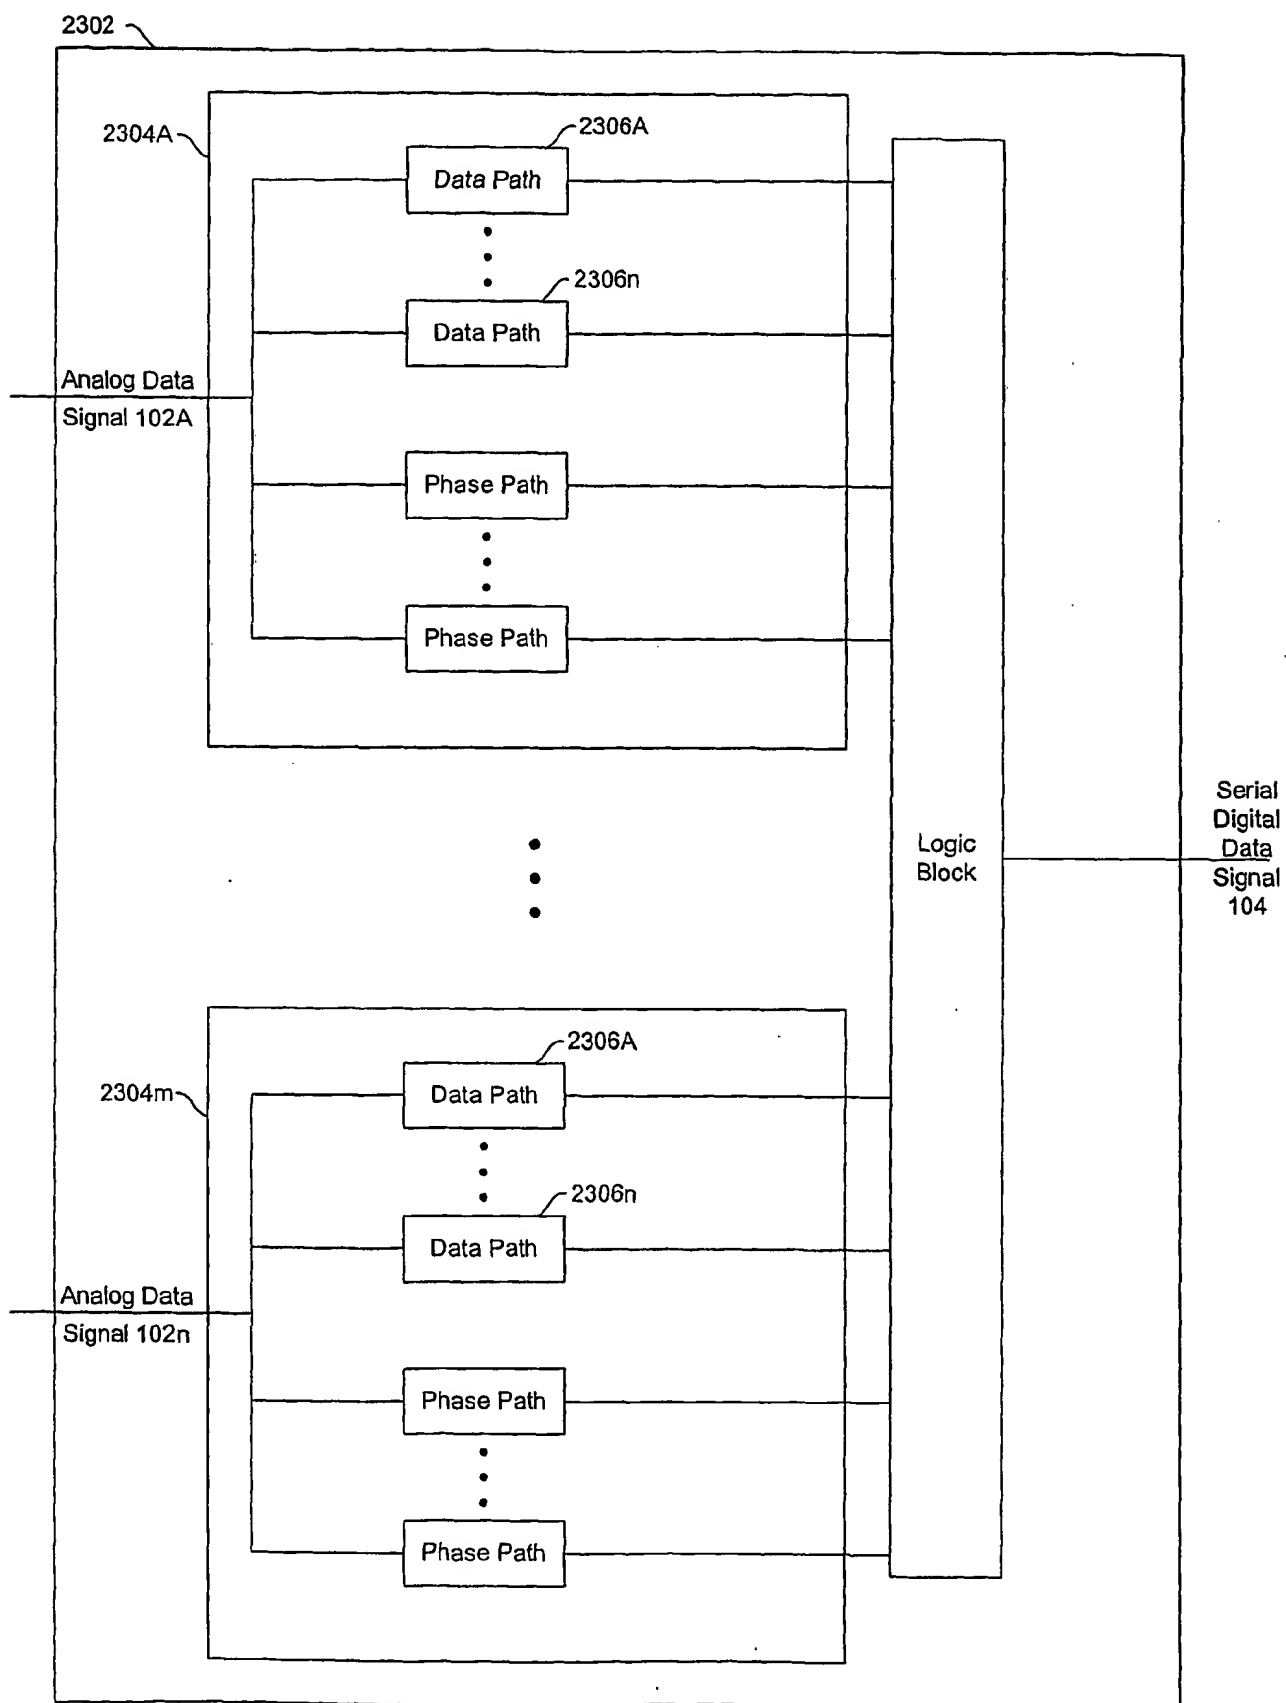 2302
2304A
2306A
Data Path
2306n
Data Path
Analog Data
Signal 102A
Phase Path
Phase Path
Logic
Block
Serial
Digital
Data
Signal
104
2304m
2306A
Data Path
2306n
Data Path
Analog Data
Signal 102n
Phase Path
Phase Path